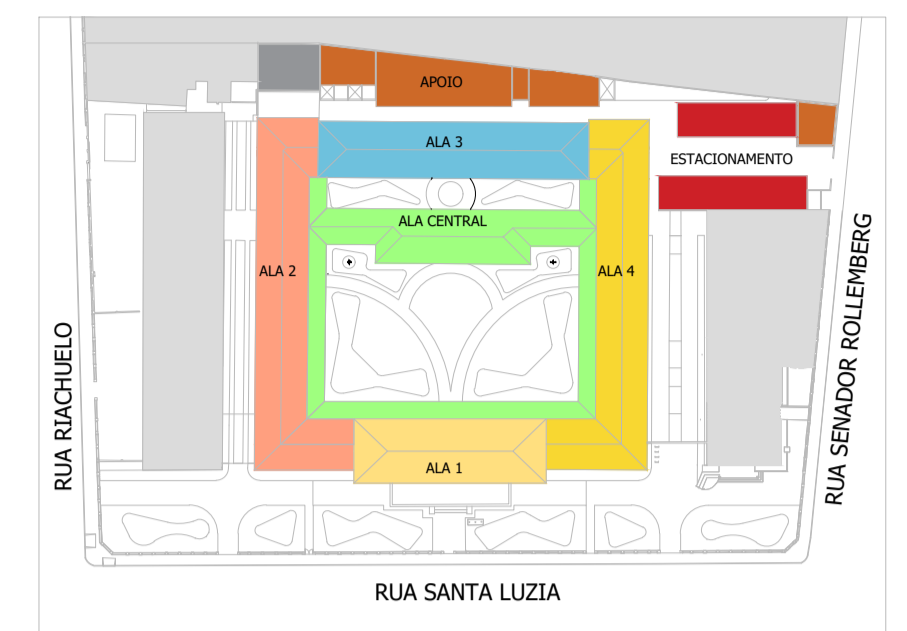 APOIO
ALA 3
ESTACIONAMENTO
ALA CENTRAL
ALA 2
ALA 4
RUA RIACHUELO
RUA SENADOR ROLLEMBERG
ALA 1
RUA SANTA LUZIA